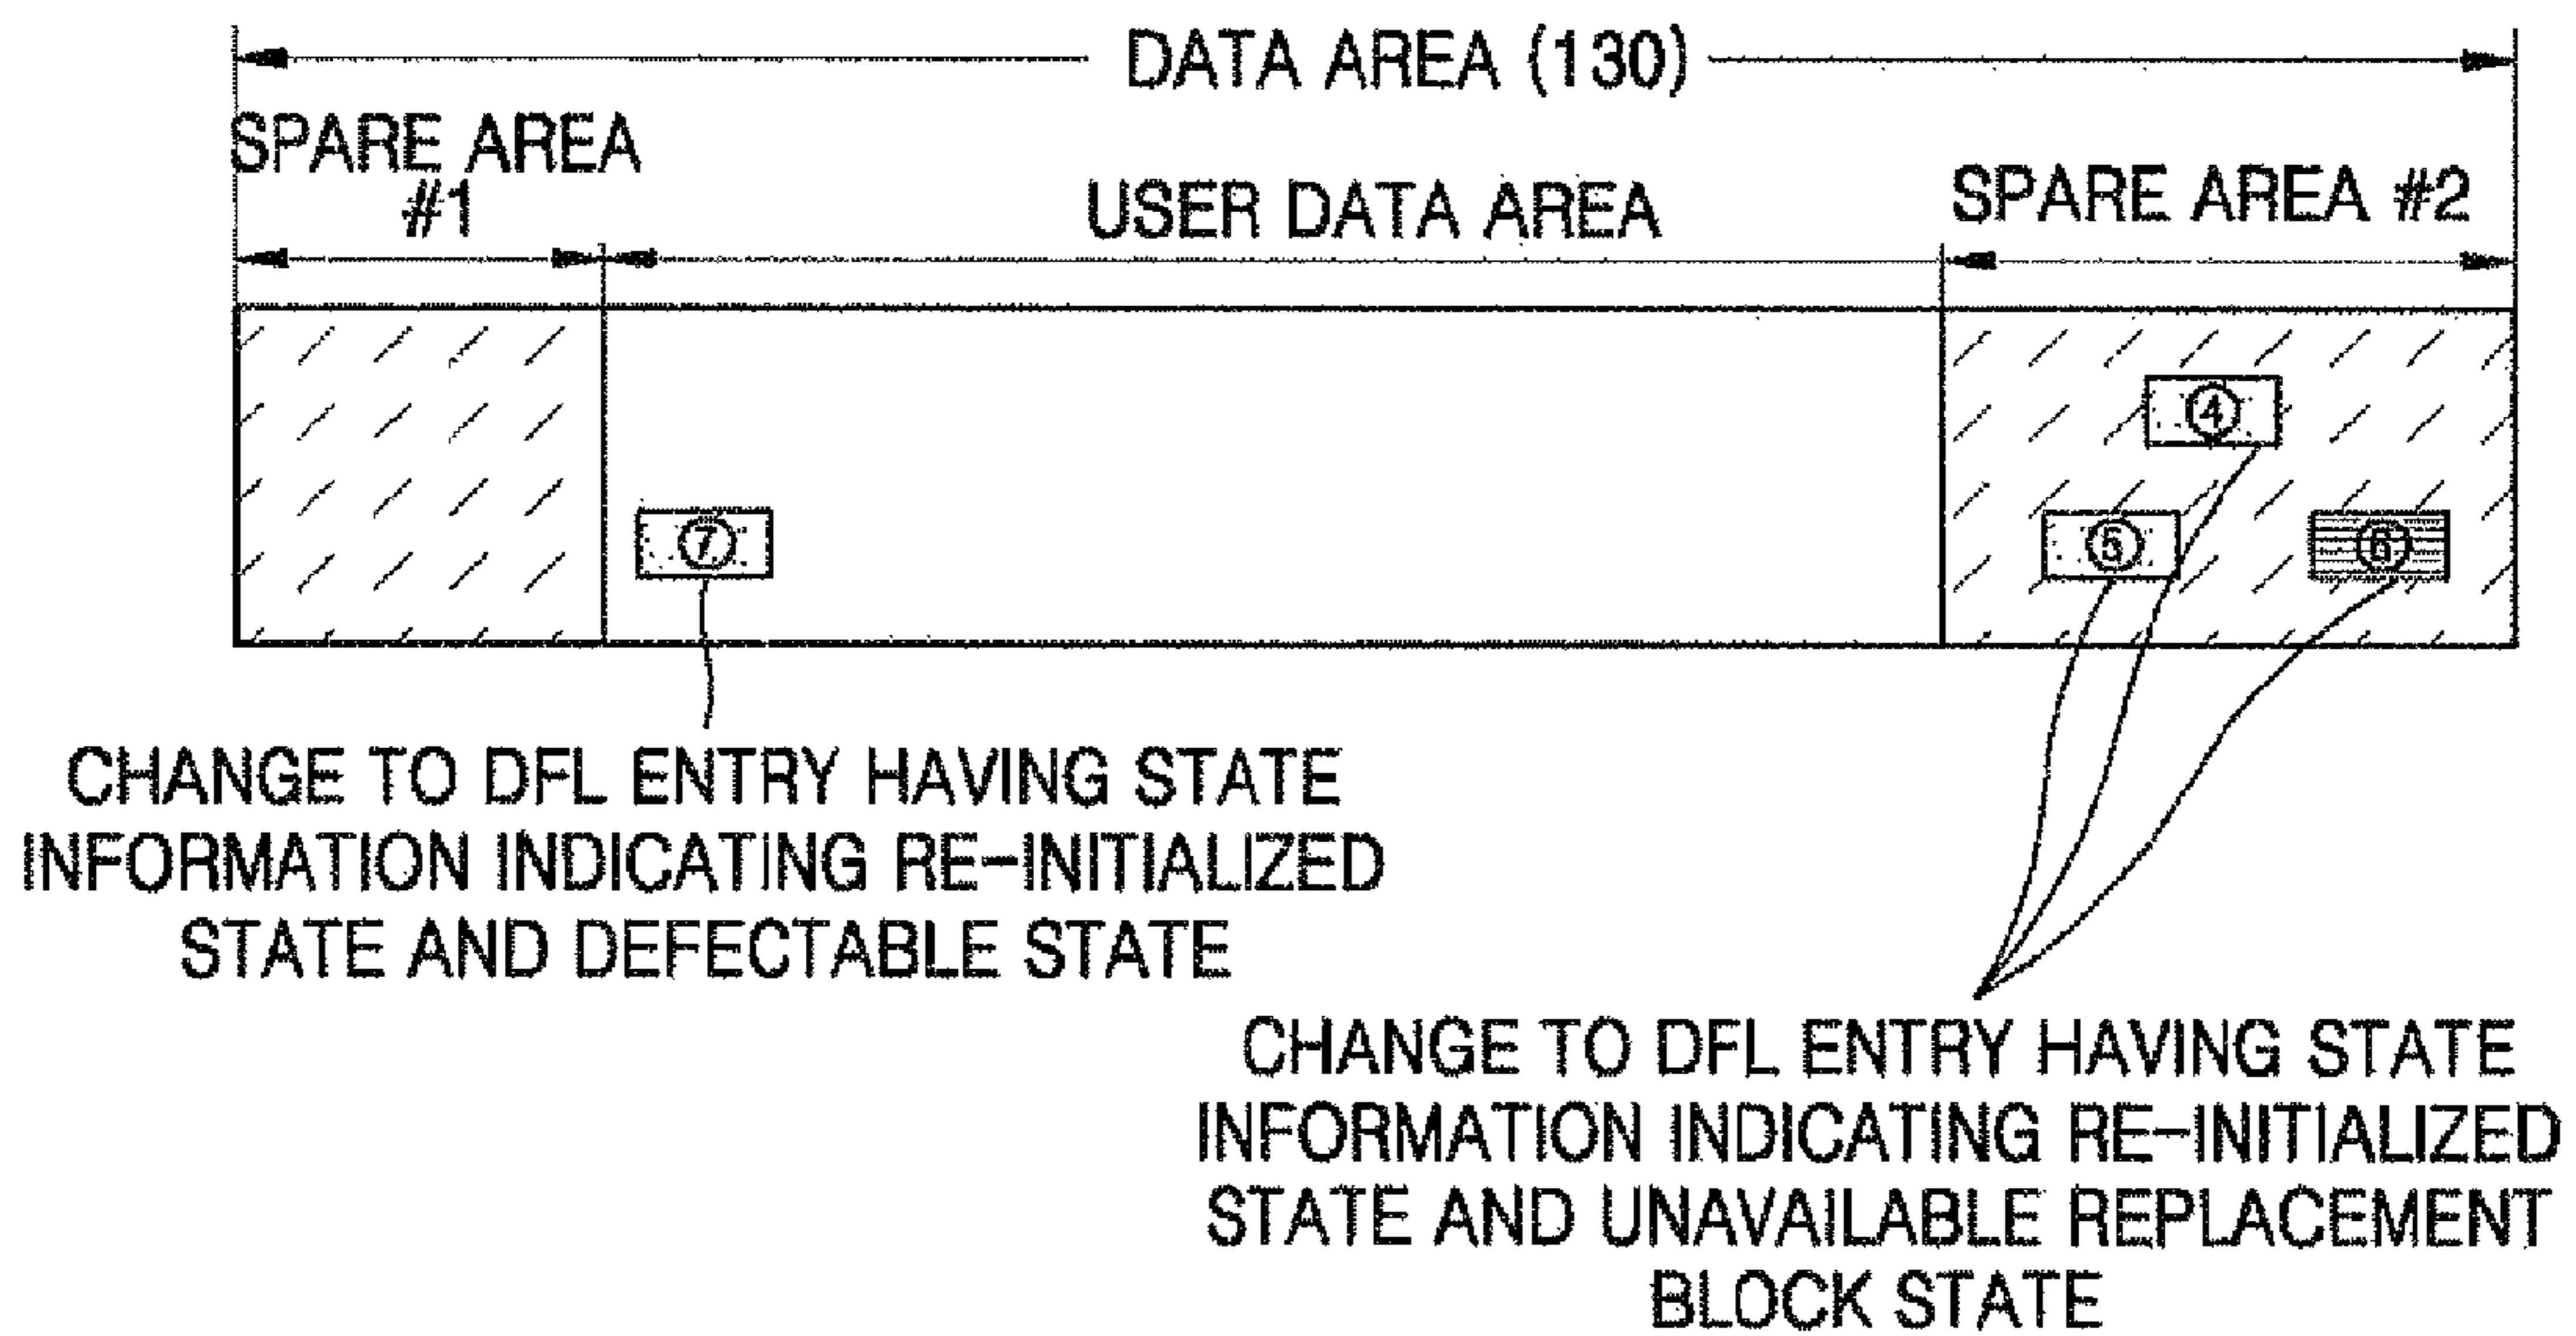 DATA AREA (130)
SPARE AREA
#1
USER DATA AREA
SPARE AREA #2
④
⑤
⑥
⑦
CHANGE TO DFL ENTRY HAVING STATE
INFORMATION INDICATING RE-INITIALIZED
STATE AND DEFECTABLE STATE
CHANGE TO DFL ENTRY HAVING STATE
INFORMATION INDICATING RE-INITIALIZED
STATE AND UNAVAILABLE REPLACEMENT
BLOCK STATE